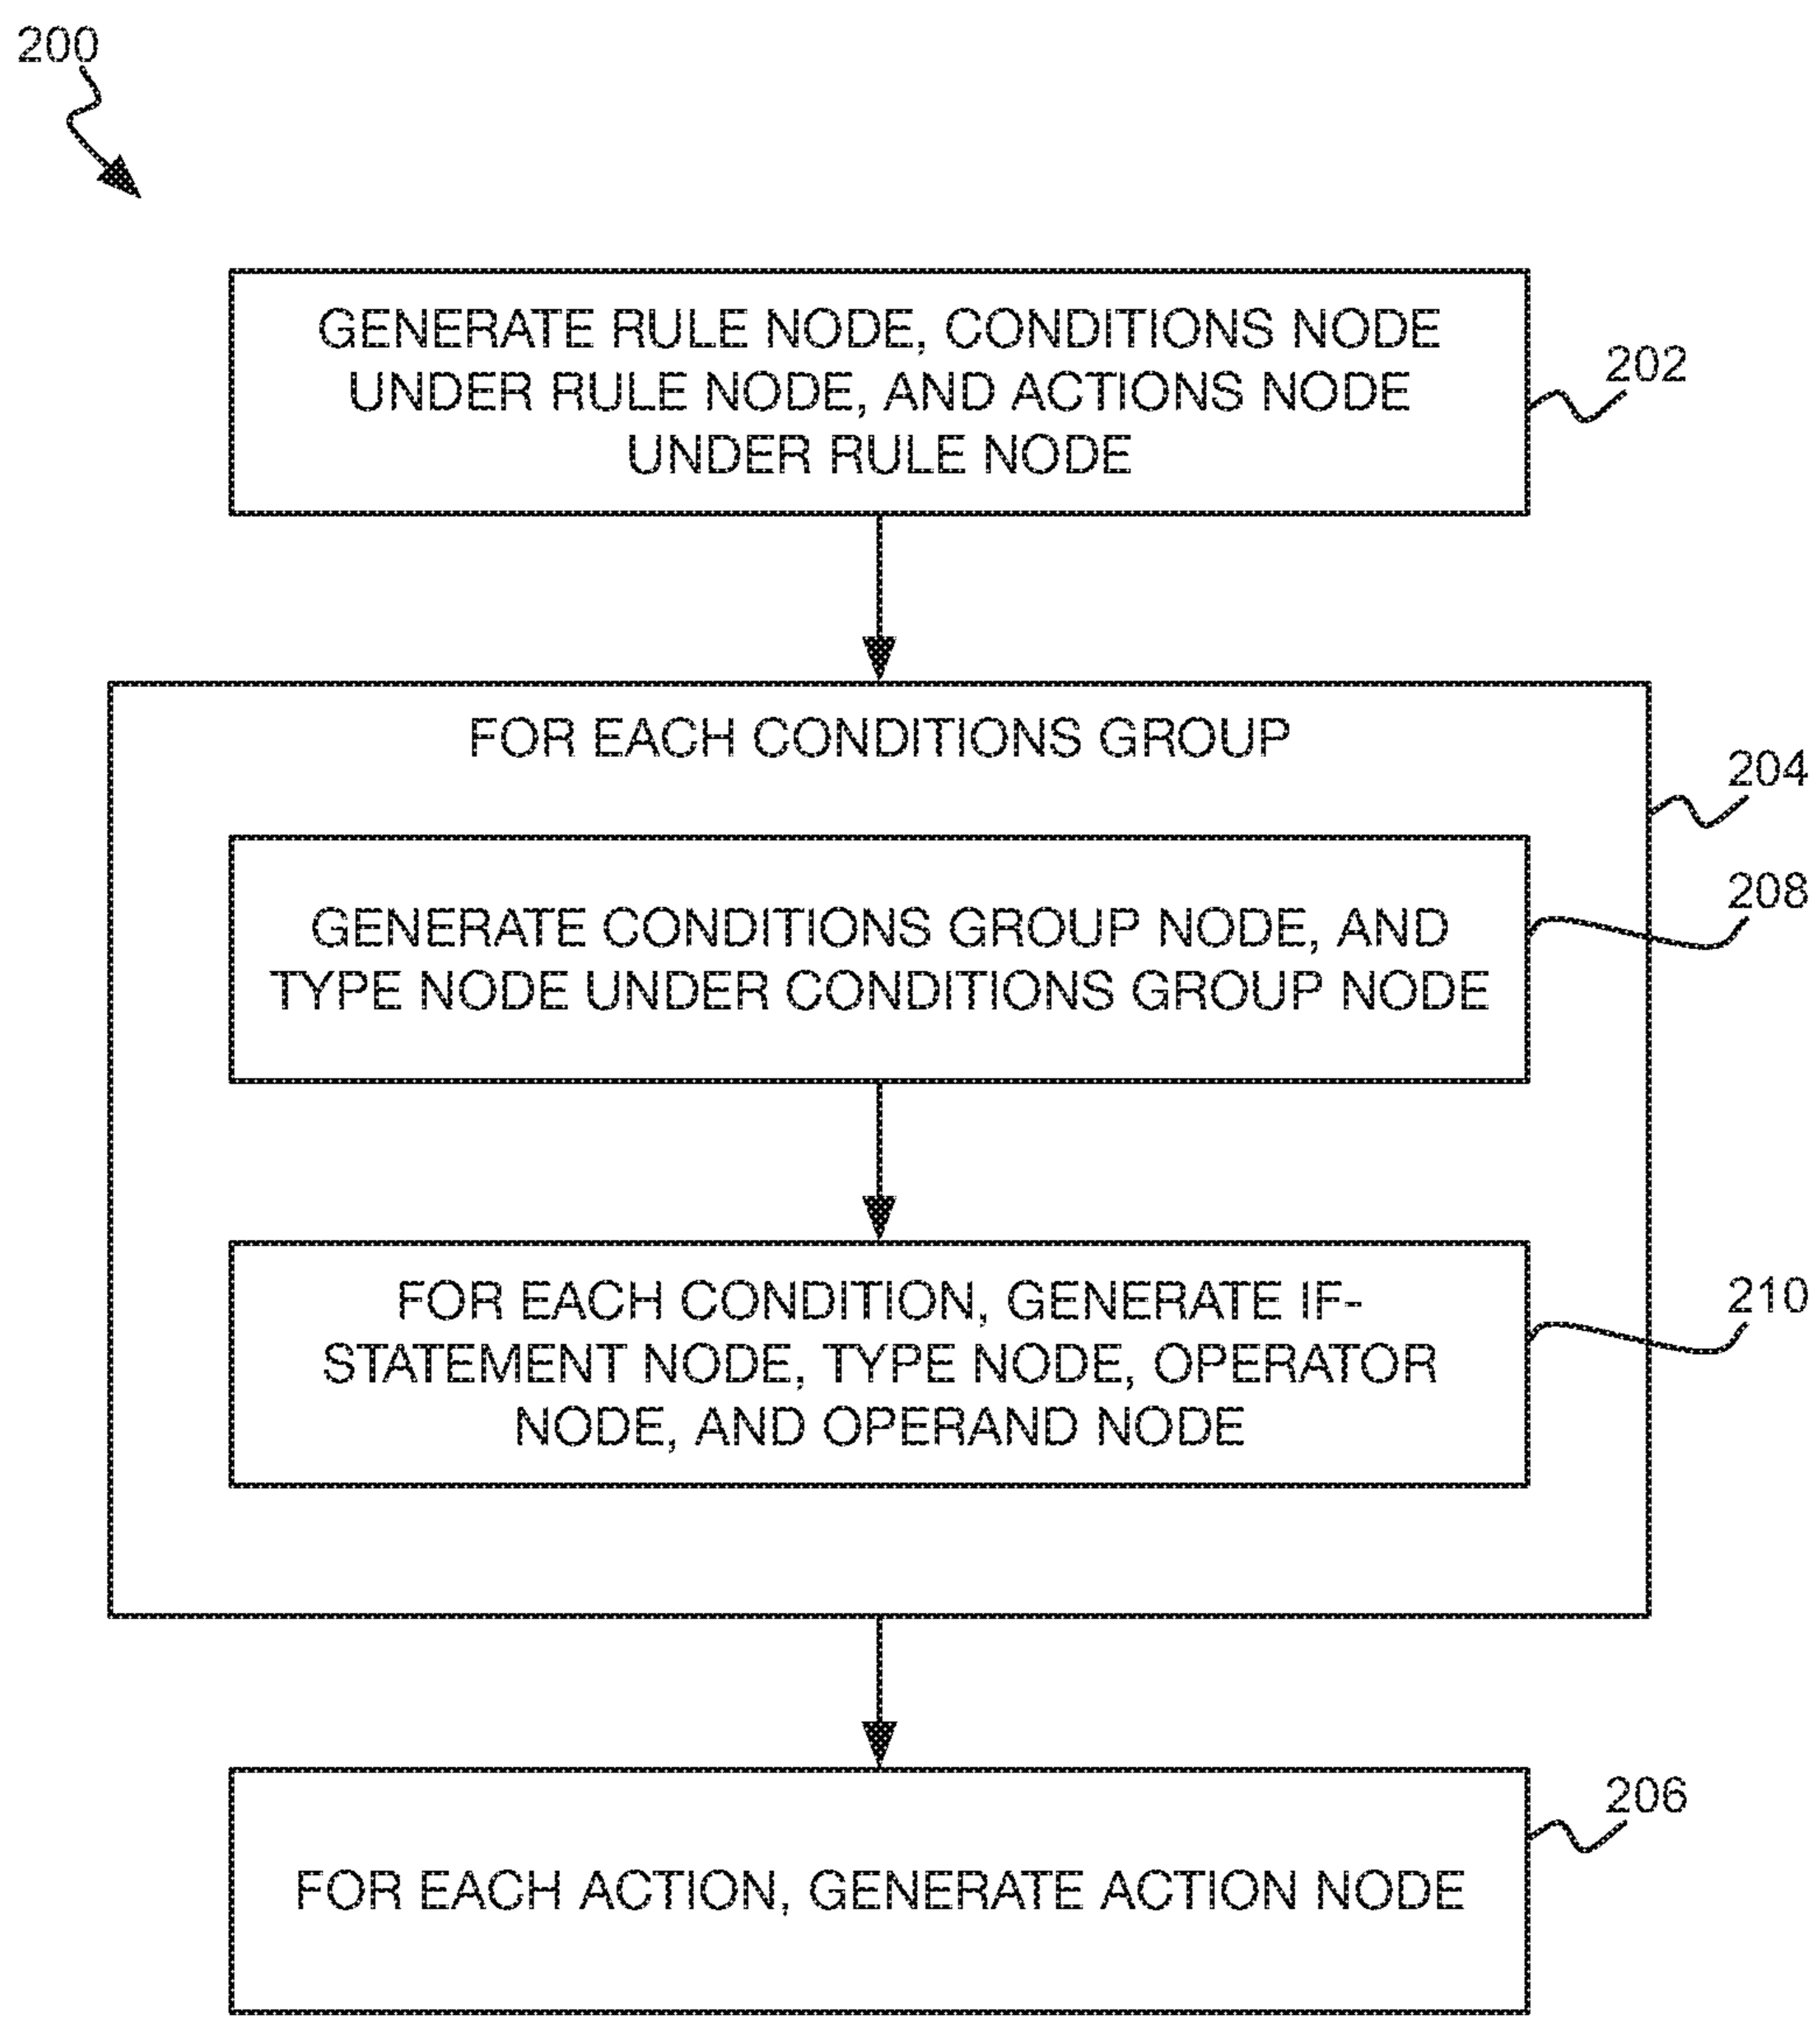 200
GENERATE RULE NODE, CONDITIONS NODE
UNDER RULE NODE, AND ACTIONS NODE
UNDER RULE NODE
202
FOR EACH CONDITIONS GROUP
204
GENERATE CONDITIONS GROUP NODE, AND
TYPE NODE UNDER CONDITIONS GROUP NODE
208
FOR EACH CONDITION, GENERATE IF-
STATEMENT NODE, TYPE NODE, OPERATOR
NODE, AND OPERAND NODE
210
FOR EACH ACTION, GENERATE ACTION NODE
206